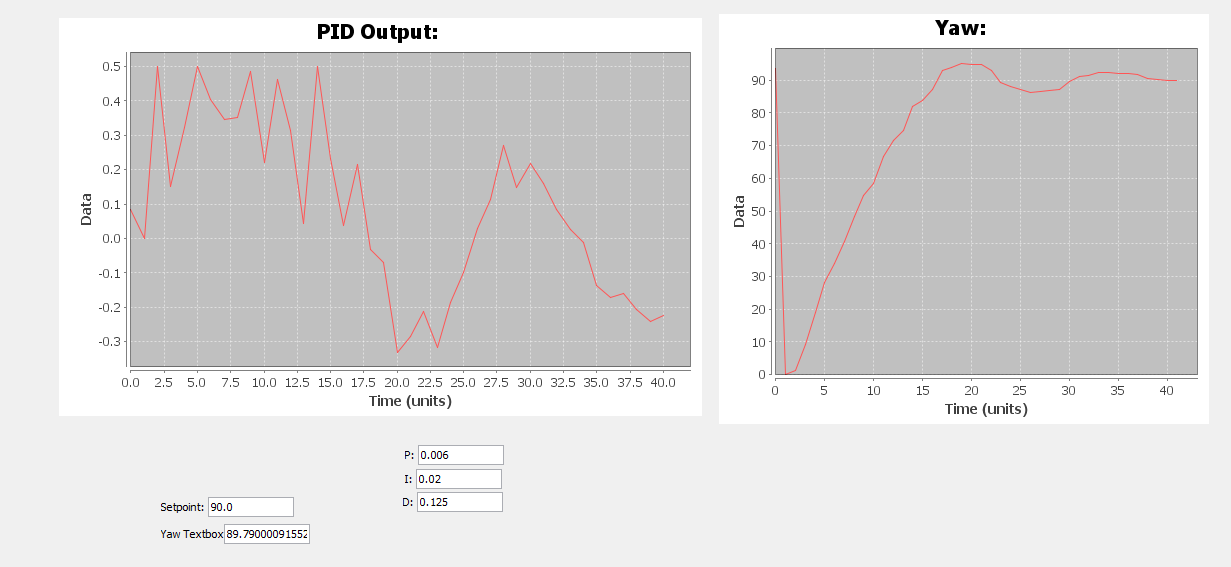 PID Output:
0.5
0.4
0.3
0.2
0.1
0.0
-0.1
-0.2
-0.3
Data
0.0 2.5 5.0 7.5 10.0 12.5 15.0 17.5 20.0 22.5 25.0 27.5 30.0 32.5 35.0 37.5 40.0
Time (units)
Yaw:
90
80
70
60
50
40
30
20
10
0
Data
0 5 10 15 20 25 30 35 40
Time (units)
P: 0.006
I: 0.02
D: 0.125
Setpoint: 90.0
Yaw Textbox 89.79000091552